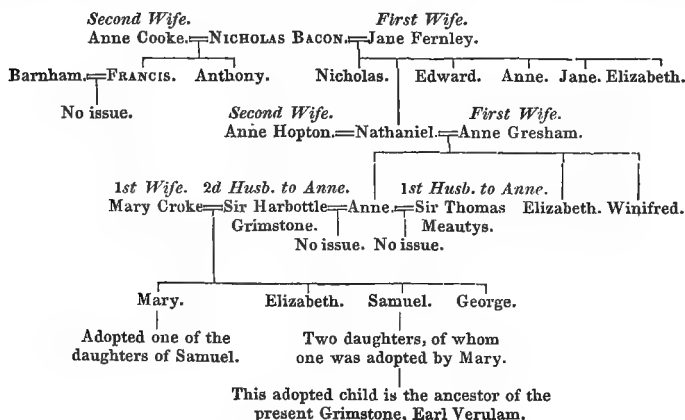 Second Wife. First Wife.
Anne Cooke.=NICHOLAS BACON.=Jane Fernley.
Barnham.=FRANCIS. Anthony. Nicholas. Edward. Anne. Jane. Elizabeth.
No issue. Second Wife. First Wife.
Anne Hopton.=Nathaniel.=Anne Gresham.
1st Wife. 2d Husb. to Anne. 1st Husb. to Anne.
Mary Croke=Sir Harbottle=Anne.=Sir Thomas Elizabeth. Winifred.
Grimstone. Meautys.
No issue. No issue.
Mary. Elizabeth. Samuel. George.
Adopted one of the Two daughters, of whom
daughters of Samuel. one was adopted by Mary.
This adopted child is the ancestor of the
present Grimstone, Earl Verulam.